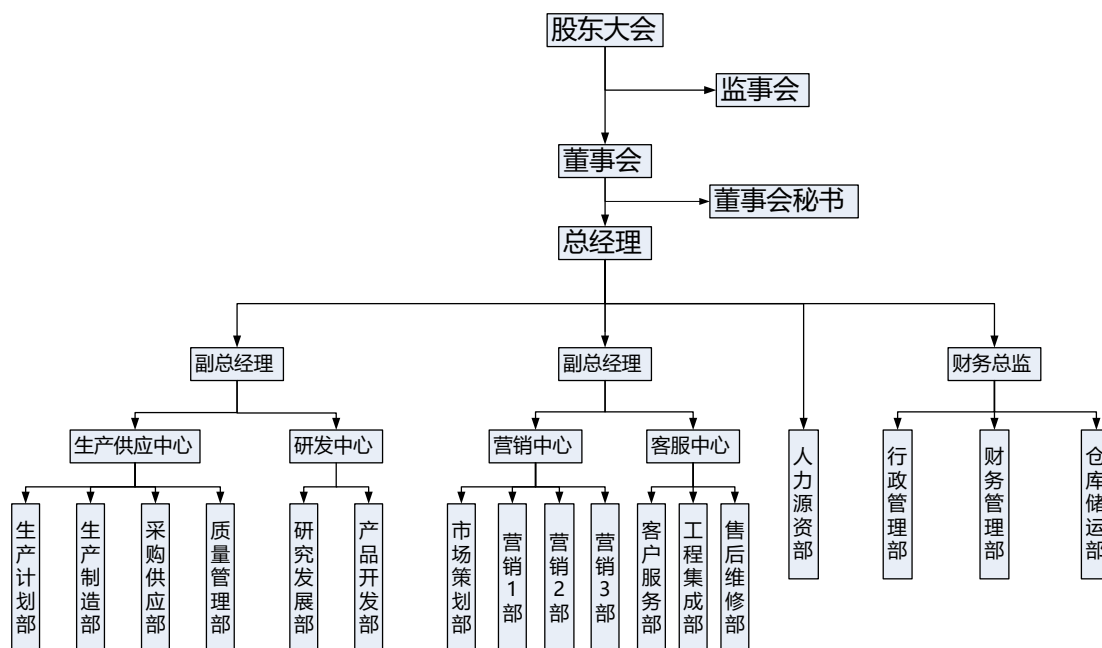 股东大会
监事会
董事会
董事会秘书
总经理
副总经理
副总经理
财务总监
生产供应中心
研发中心
营销中心
客服中心
人力源资部
行政管理部
财务管理部
仓库储运部
生产计划部
生产制造部
采购供应部
质量管理部
研究发展部
产品开发部
市场策划部
营销1部
营销2部
营销3部
客户服务部
工程集成部
售后维修部